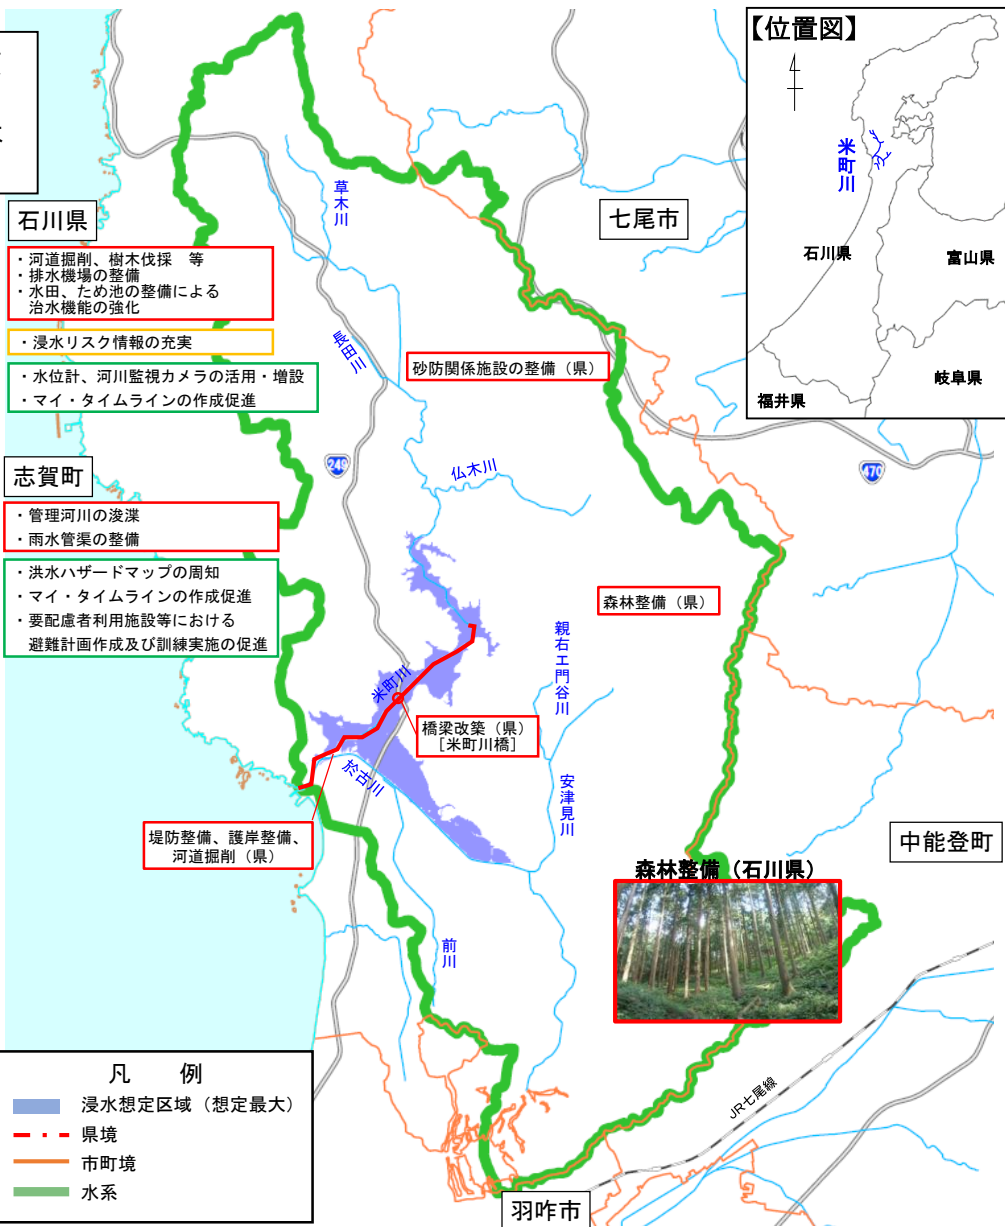 【位置図】
米町川
石川県
富山県
岐阜県
福井県
石川県
・河道掘削、樹木伐採 等
・排水機場の整備
・水田、ため池の整備による
治水機能の強化
・浸水リスク情報の充実
・水位計、河川監視カメラの活用・増設
・マイ・タイムラインの作成促進
志賀町
・管理河川の浚渫
・雨水管渠の整備
・洪水ハザードマップの周知
・マイ・タイムラインの作成促進
・要配慮者利用施設等における
避難計画作成及び訓練実施の促進
七尾市
草木川
長田川
砂防関係施設の整備（県）
249
470
仏木川
森林整備（県）
親右エ門谷川
米町川
橋梁改築（県）
［米町川橋］
於古川
安津見川
堤防整備、護岸整備、
河道掘削（県）
中能登町
森林整備（石川県）
前川
JR七尾線
羽咋市
凡 例
浸水想定区域（想定最大）
県境
市町境
水系